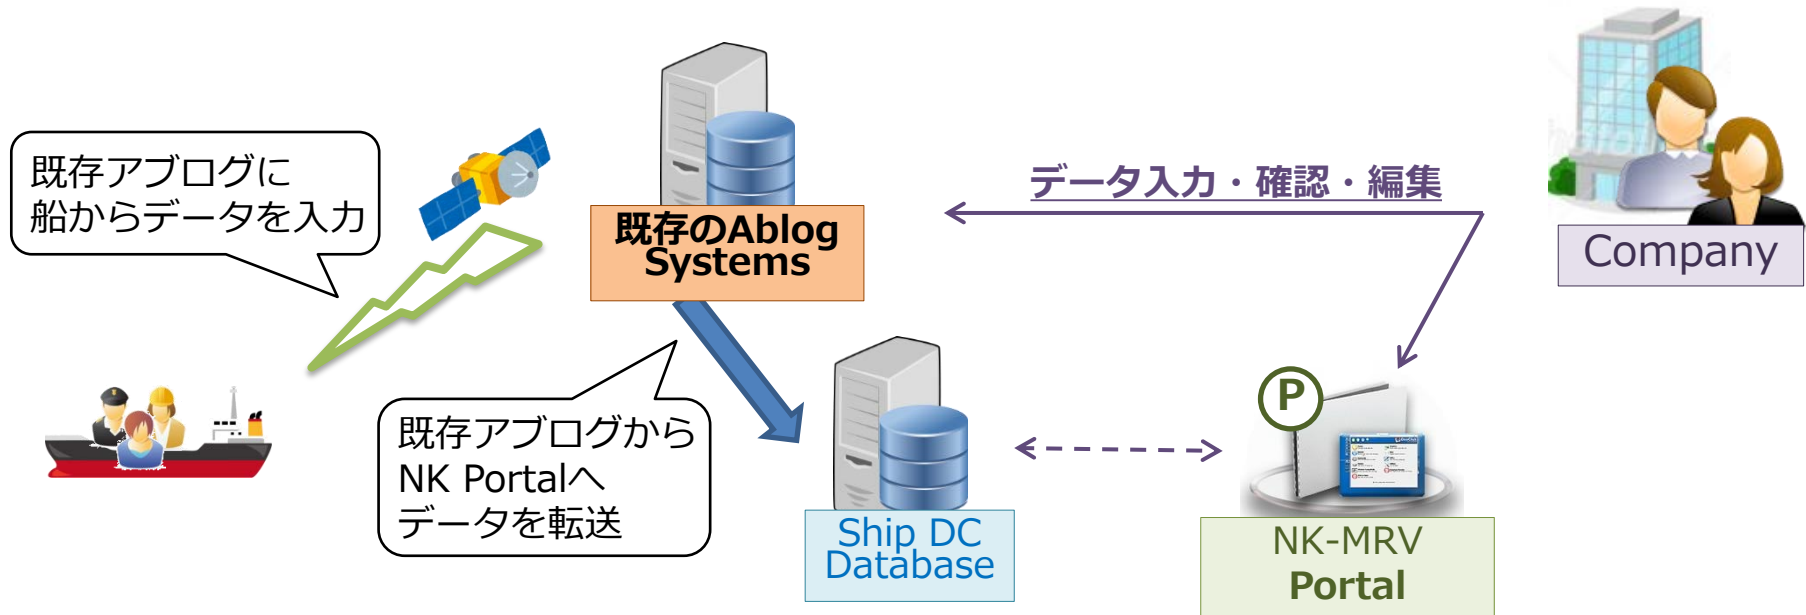 既存アブログに
船からデータを入力
既存のAblog
Systems
データ入力・確認・編集
Company
既存アブログから
NK Portalへ
データを転送
Ship DC
Database
P
NK-MRV
Portal